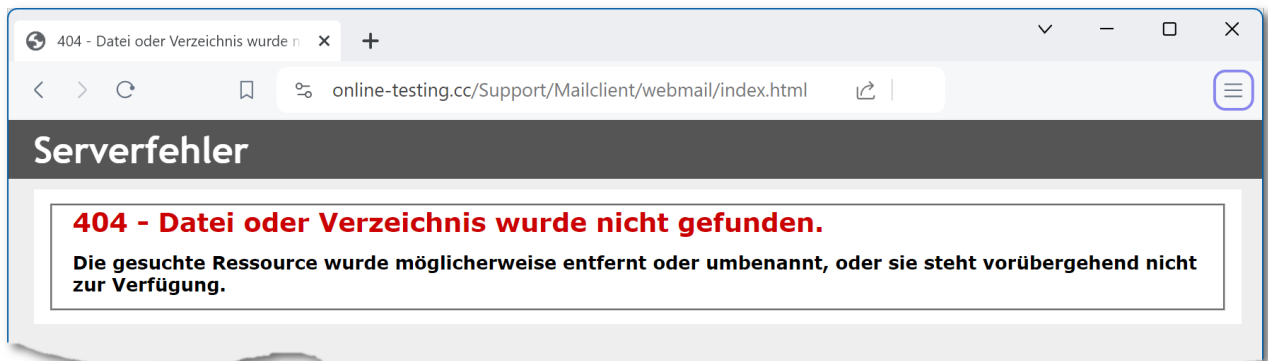 404 - Datei oder Verzeichnis wurde n
online-testing.cc/Support/Mailclient/webmail/index.html
Serverfehler
404 - Datei oder Verzeichnis wurde nicht gefunden.
Die gesuchte Ressource wurde möglicherweise entfernt oder umbenannt, oder sie steht vorübergehend nicht
zur Verfügung.